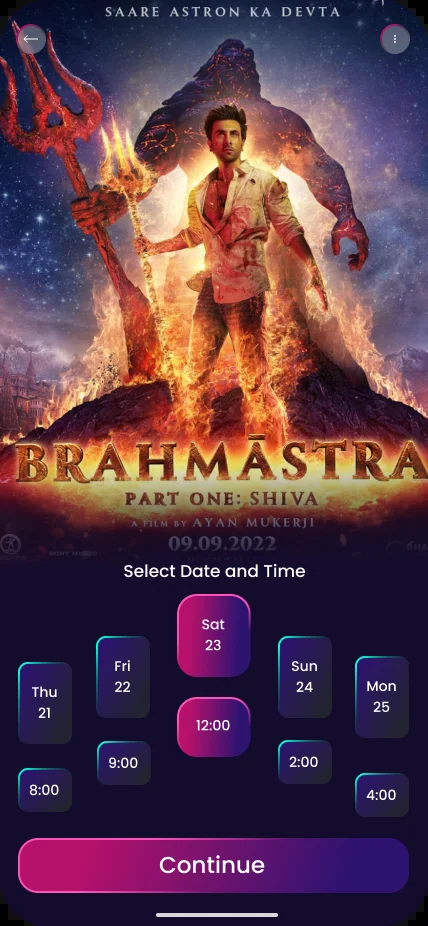 SAARE ASTRON KA DEVTA
BRAHMĀSTRA
PART ONE: SHIVA
A FILM BY AYAN MUKERJI
09.09.2022
Select Date and Time
Thu
21
Fri
22
Sat
23
Sun
24
Mon
25
8:00
9:00
12:00
2:00
4:00
Continue